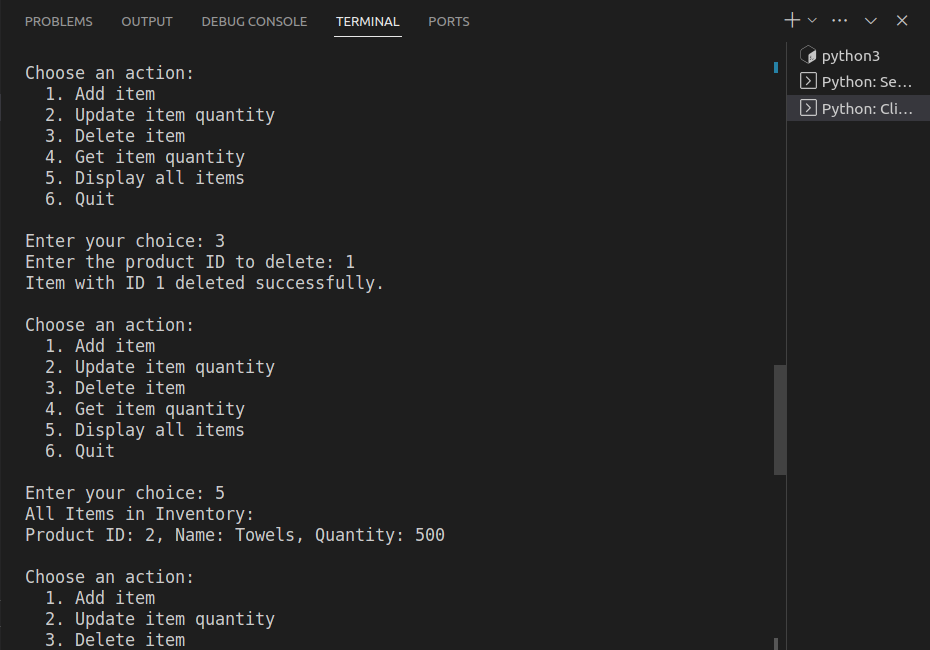 PROBLEMS OUTPUT DEBUG CONSOLE TERMINAL PORTS
Choose an action:
1. Add item
2. Update item quantity
3. Delete item
4. Get item quantity
5. Display all items
6. Quit
Enter your choice: 3
Enter the product ID to delete: 1
Item with ID 1 deleted successfully.
Choose an action:
1. Add item
2. Update item quantity
3. Delete item
4. Get item quantity
5. Display all items
6. Quit
Enter your choice: 5
All Items in Inventory:
Product ID: 2, Name: Towels, Quantity: 500
Choose an action:
1. Add item
2. Update item quantity
3. Delete item
python3
Python: Se...
Python: Cli...